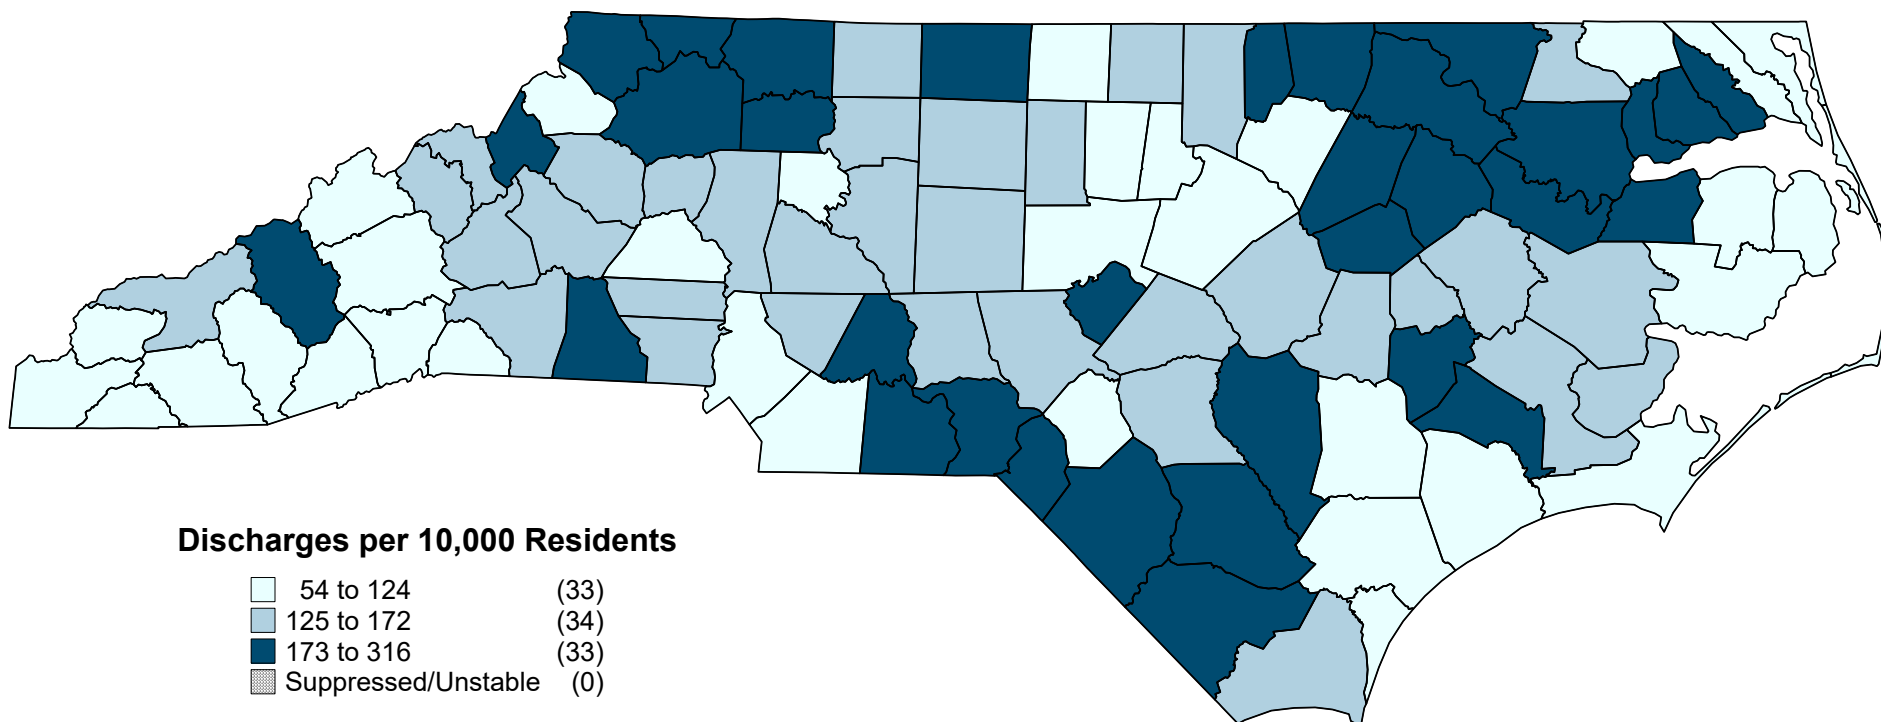 Discharges per 10,000 Residents
54 to 124 (33)
125 to 172 (34)
173 to 316 (33)
Suppressed/Unstable (0)